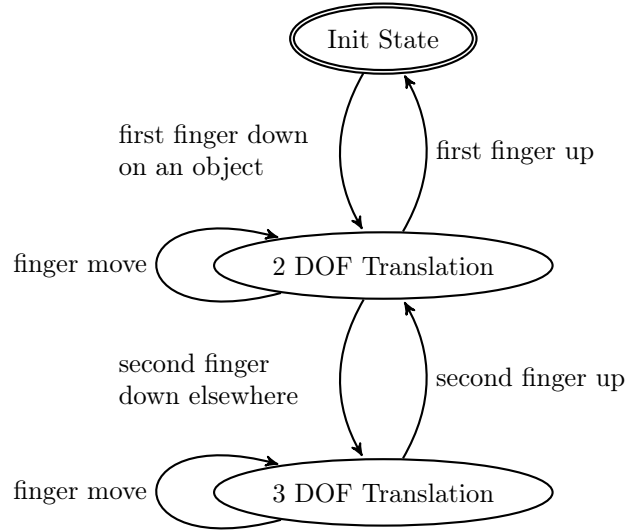 Init State
first finger down
on an object
first finger up
finger move
2 DOF Translation
second finger
down elsewhere
second finger up
finger move
3 DOF Translation